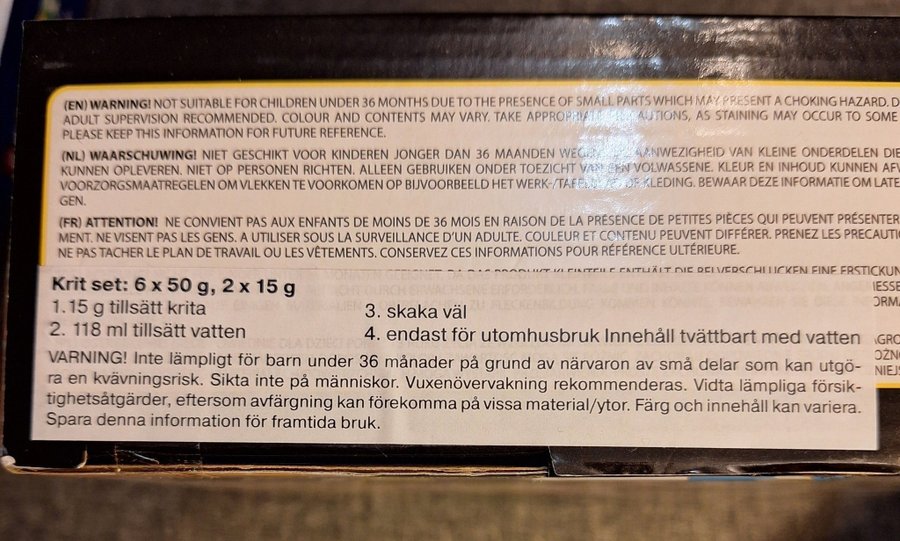 (EN) WARNING! NOT SUITABLE FOR CHILDREN UNDER 36 MONTHS DUE TO THE PRESENCE OF SMALL PARTS WHICH MAY PRESENT A CHOKING HAZARD.
ADULT SUPERVISION RECOMMENDED. COLOUR AND CONTENTS MAY VARY. TAKE AS STAINING MAY OCCUR TO SOME
PLEASE KEEP THIS INFORMATION FOR FUTURE REFERENCE.
(NL) WAARSCHUWING! NIET GESCHIKT VOOR KINDEREN JONGER DAN 36 MAANDEN VAN KLEINE ONDERDELEN DIE
KUNNEN OPLEVEREN. NIET OP PERSONEN RICHTEN. ALLEEN GEBRUIKEN ONDER TOEZICHT VAN EEN VOLWASSENE. KLEUR EN INHOUD KUNNEN
VOORZORGSMAATREGELEN OM VLEKKEN TE VOORKOMEN OP BIJVOORBEELD HET OF KLEDING. BEWAAR DEZE INFORMATIE OM
GEN.
(FR) ATTENTION! NE CONVIENT PAS AUX ENFANTS DE MOINS DE 36 MOIS EN RAISON DE LA PRÉSENCE DE PETITES PIÈCES QUI PEUVENT PRÉSENTER
MENT. NE VISENT PAS LES GENS. A UTILISER SOUS LA SURVEILLANCE D'UN ADULTE. COULEUR ET CONTENU PEUVENT DIFFÉRER. PRENEZ LES
NE PAS TACHER LE PLAN DE TRAVAIL OU LES VÊTEMENTS. CONSERVEZ CES INFORMATIONS POUR RÉFÉRENCE ULTÉRIEURE.
Krit set: 6 x 50 g, 2 x 15 g
1.15 g tillsätt krita
2. 118 ml tillsätt vatten
3. skaka väl
4. endast för utomhusbruk Innehåll tvättbart med vatten
VARNING! Inte lämpligt för barn under 36 månader på grund av närvaron av små delar som kan utgö-
ra en kvävningsrisk. Sikta inte på människor. Vuxenövervakning rekommenderas. Vidta lämpliga försik-
tighetsåtgärder, eftersom avfärgning kan förekomma på vissa material/ytor. Färg och innehåll kan variera.
Spara denna information för framtida bruk.